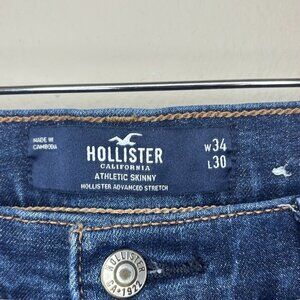 MADE IN
CAMBODIA
HOLLISTER
CALIFORNIA
ATHLETIC SKINNY
HOLLISTER ADVANCED STRETCH
W34
L30
HOLLISTER
CA•1922